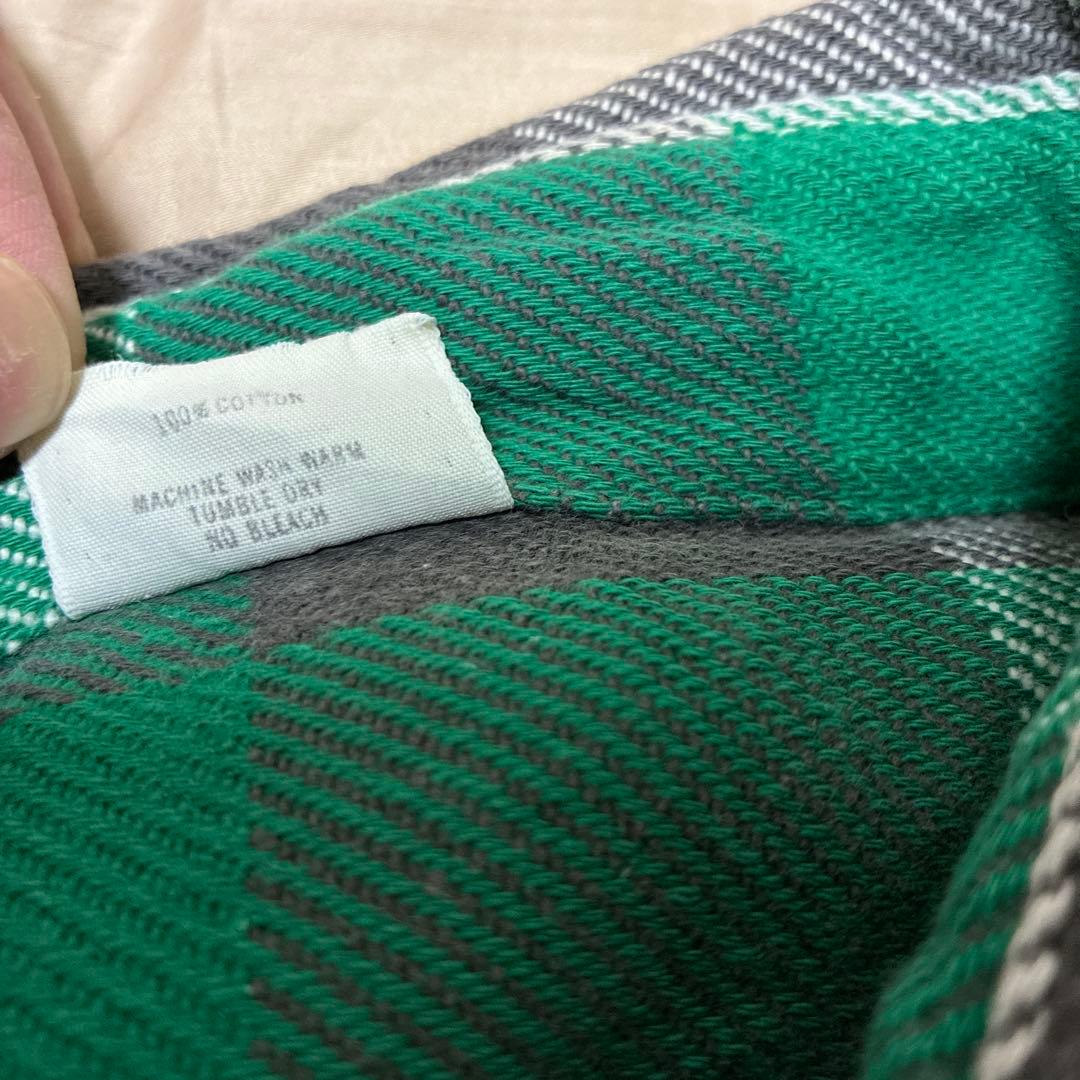 100% COTTON
MACHINE WASH WARM
TUMBLE DRY
NO BLEACH